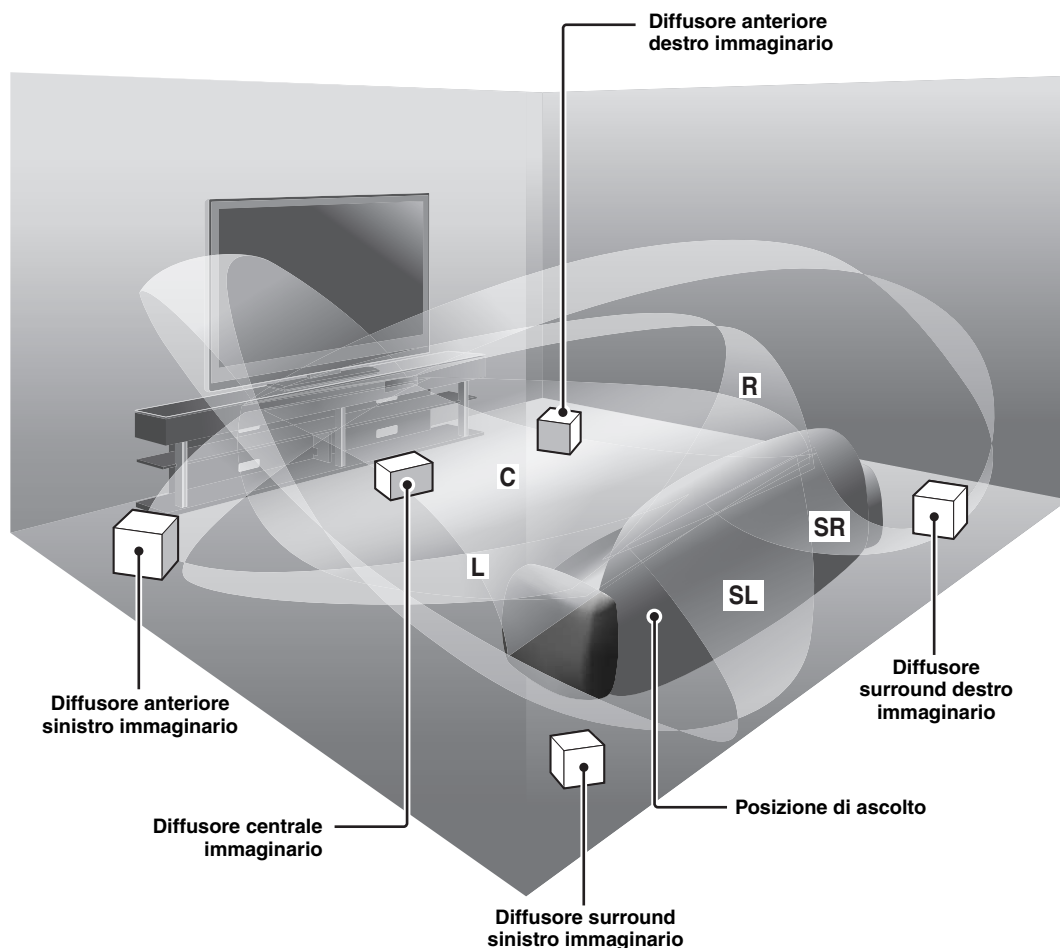 Diffusore anteriore
destro immaginario
R
C
SR
L
SL
Diffusore anteriore
sinistro immaginario
Diffusore
surround destro
immaginario
Diffusore centrale
immaginario
Posizione di ascolto
Diffusore surround
sinistro immaginario